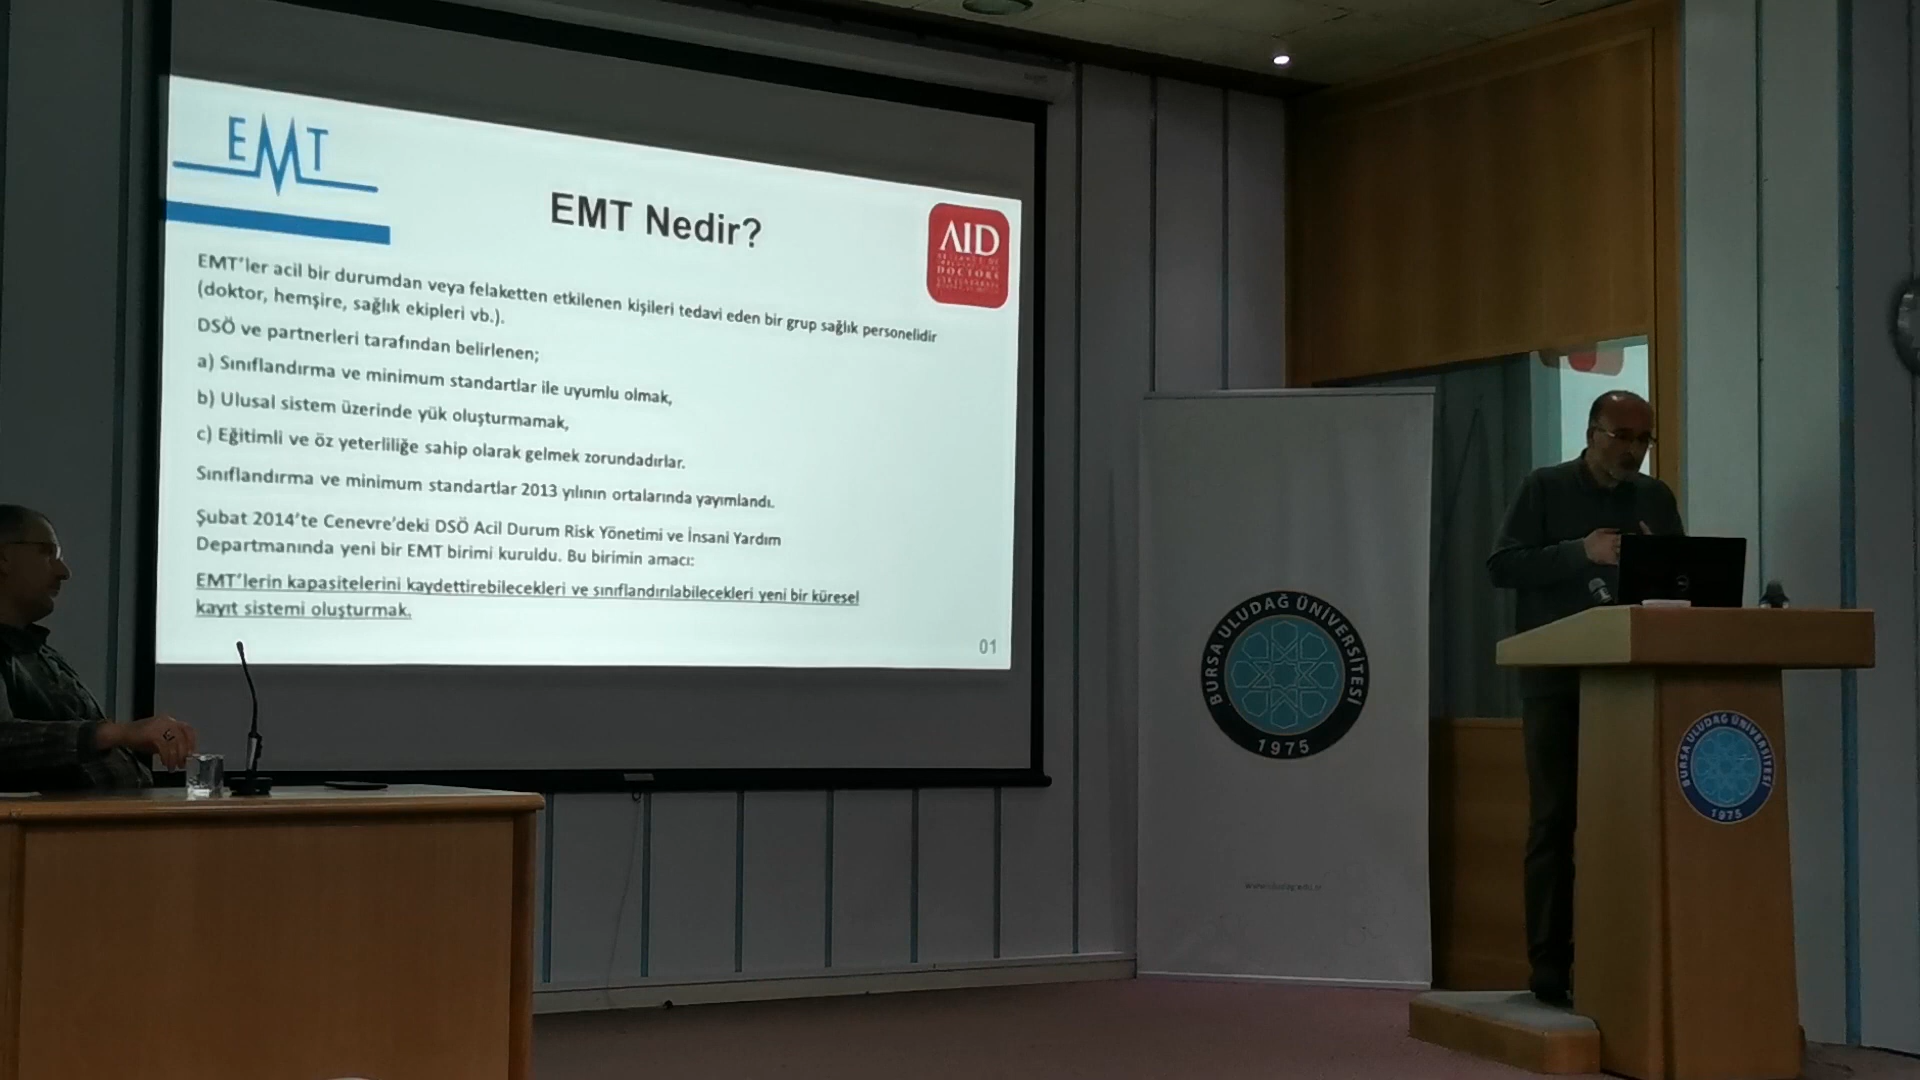 EMT
EMT Nedir?
AID
DOCTORS
EMT'ler acil bir durumdan veya felaketten etkilenen kişileri tedavi eden bir grup sağlık personelidir
(doktor, hemşire, sağlık ekipleri vb.).
DSÖ ve partnerleri tarafından belirlenen;
a) Sınıflandırma ve minimum standartlar ile uyumlu olmak,
b) Ulusal sistem üzerinde yük oluşturmamak,
c) Eğitimli ve öz yeterliliğe sahip olarak gelmek zorundadırlar.
Sınıflandırma ve minimum standartlar 2013 yılının ortalarında yayımlandı.
Şubat 2014'te Cenevre'deki DSÖ Acil Durum Risk Yönetimi ve İnsani Yardım
Departmanında yeni bir EMT birimi kuruldu. Bu birimin amacı:
EMT'lerin kapasitelerini kaydettirebilecekleri ve sınıflandırılabilecekleri yeni bir küresel
kayıt sistemi oluşturmak.
01
BURSA ULUDAĞ ÜNİVERSİTESİ
1975
BURSA ULUDAĞ ÜNİVERSİTESİ
1975